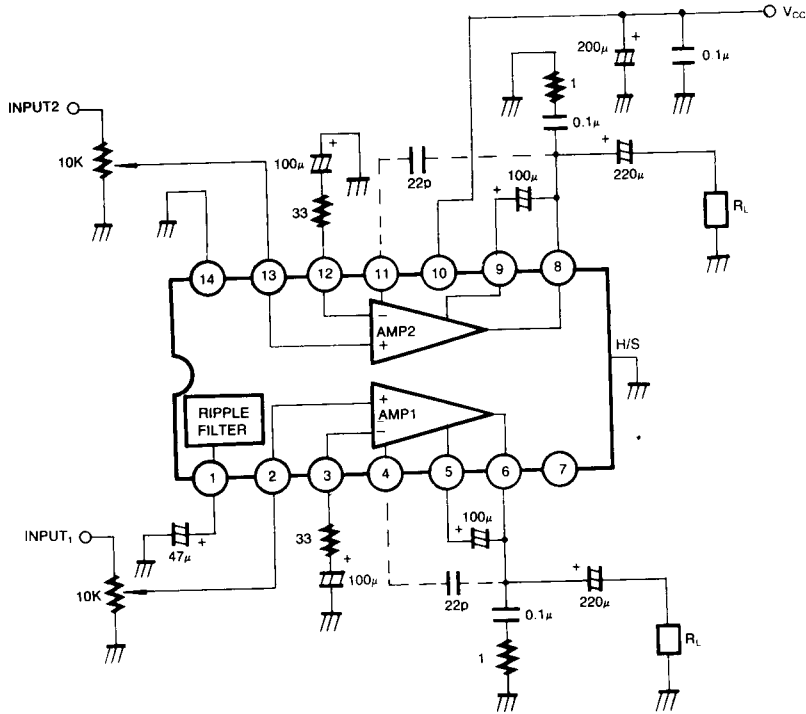 VCC
200μ
+
0.1μ
1
INPUT2
0.1μ
+
100μ
10K
22p
+
220μ
100μ
+
33
RL
14
13
12
11
10
9
8
−
AMP2
+
H/S
RIPPLE
FILTER
+
AMP1
−
1
2
3
4
5
6
7
INPUT1
47μ
+
33
+
100μ
+
100μ
22p
+
220μ
10K
0.1μ
1
RL